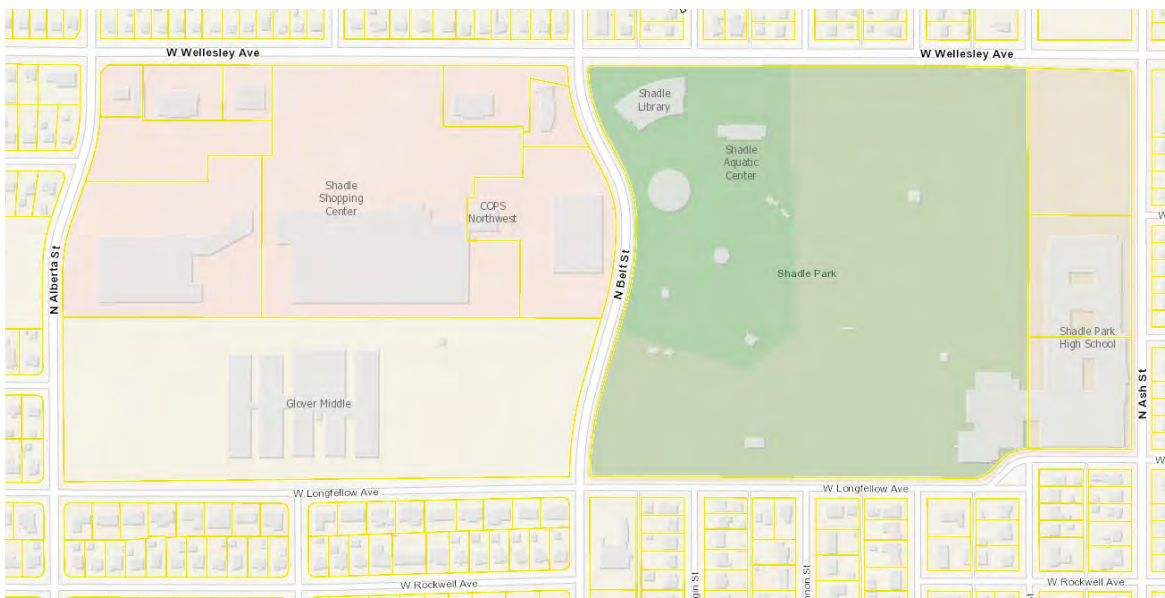 W Wellesley Ave
W Wellesley Ave
Shadle
Library
Shadle
Aquatic
Center
Shadle
Shopping
Center
COPS
Northwest
N Alberta St
N Belt St
Shadle Park
Shadle Park
High School
N Ash St
Glover Middle
W Longfellow Ave
W Longfellow Ave
W Rockwell Ave
W Rockwell Ave